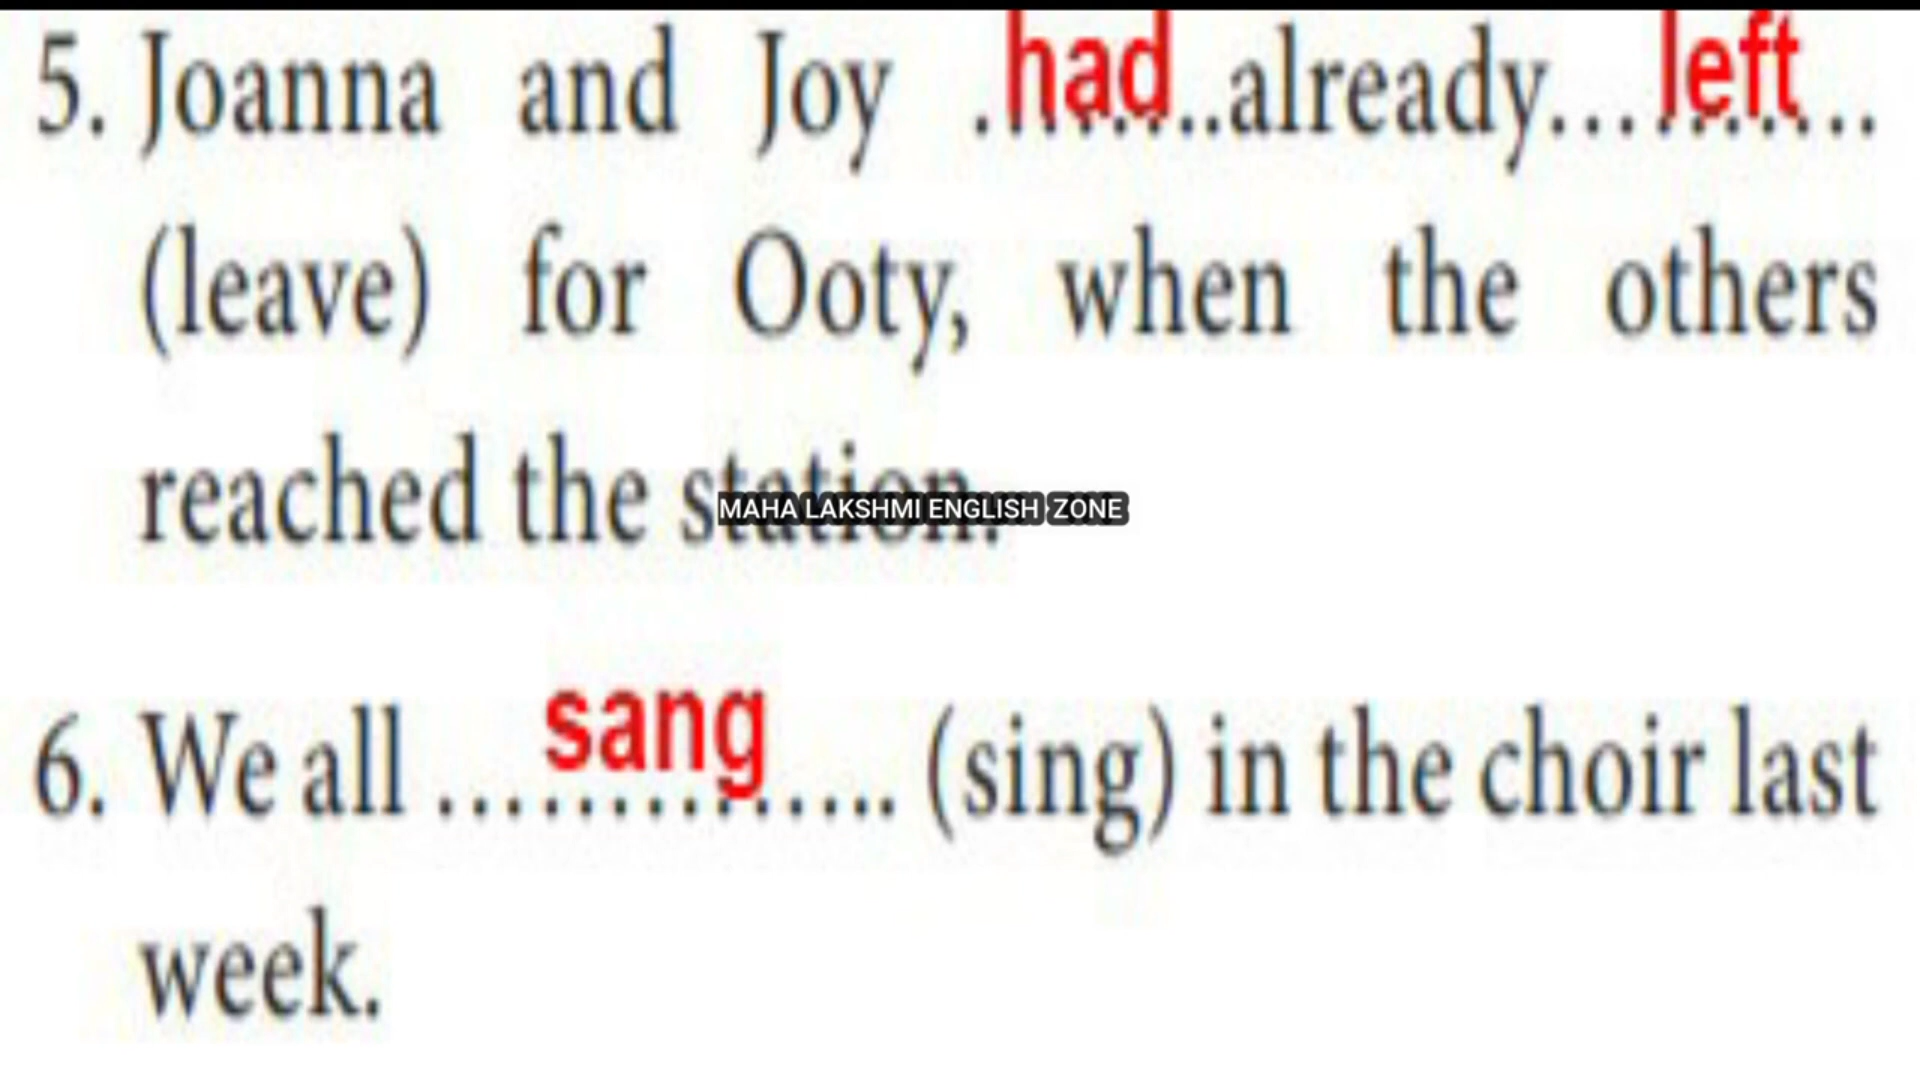 5. Joanna and Joy .had..already...left..
(leave) for Ooty, when the others
reached the station.
MAHA LAKSHMI ENGLISH ZONE
6. We all ....sang.... (sing) in the choir last
week.